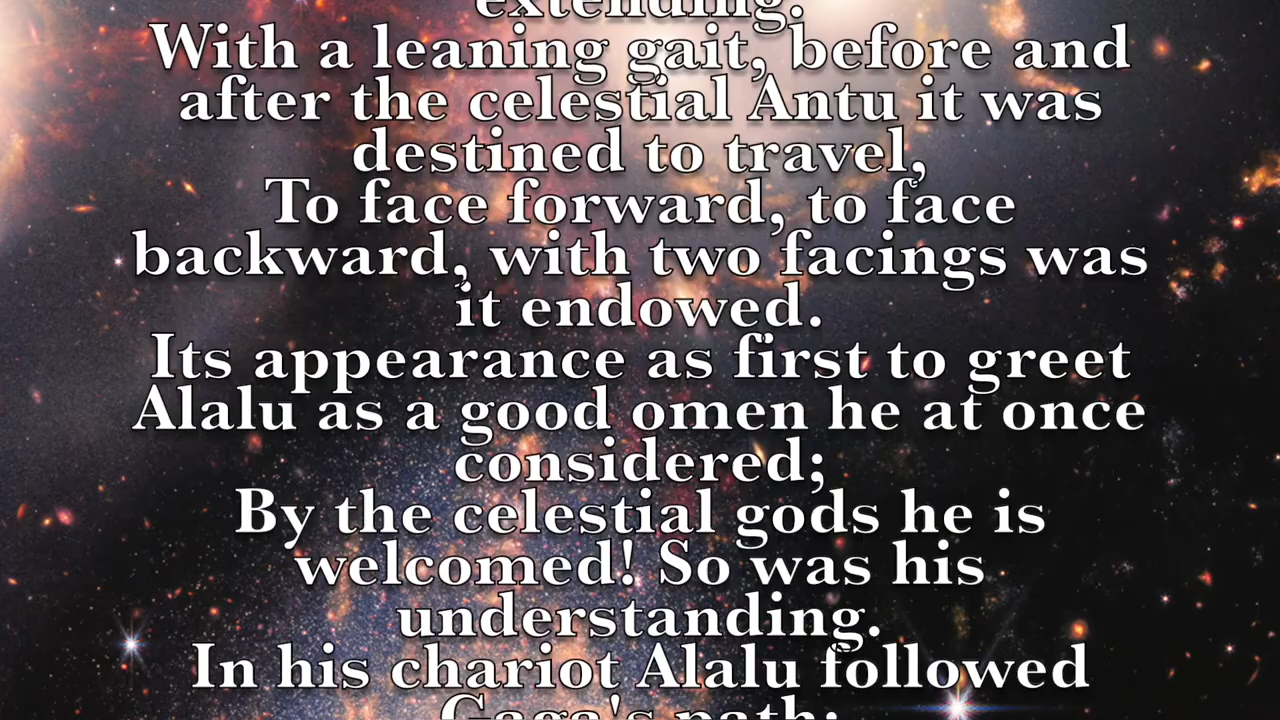 extending.
With a leaning gait, before and
after the celestial Antu it was
destined to travel,
To face forward, to face
backward, with two facings was
it endowed.
Its appearance as first to greet
Alalu as a good omen he at once
considered;
By the celestial gods he is
welcomed! So was his
understanding.
In his chariot Alalu followed
Gaga's path;